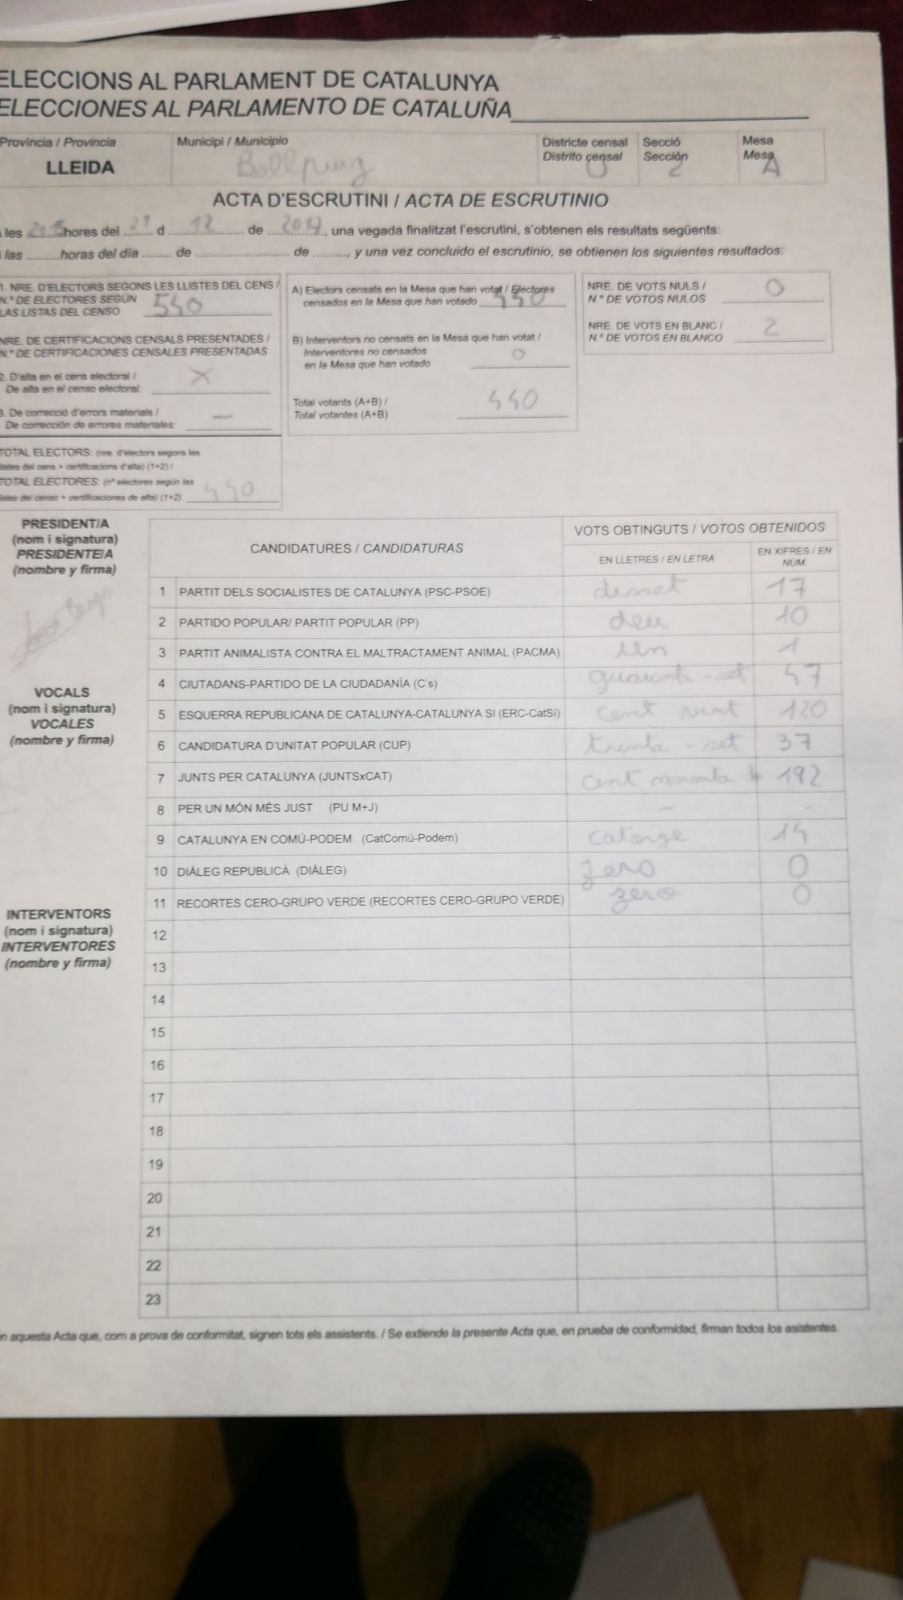 ELECCIONS AL PARLAMENT DE CATALUNYA
ELECCIONES AL PARLAMENTO DE CATALUÑA
Província / Provincia
LLEIDA
Municipi / Municipio
Bellpuig
Districte censal
Distrito censal
0
Secció
Sección
2
Mesa
Mesa
A
ACTA D'ESCRUTINI / ACTA DE ESCRUTINIO
les hores del 21 d 12 de 2017, una vegada finalitzat l'escrutini, s'obtenen els resultats següents:
las horas del día de de, y una vez concluido el escrutinio, se obtienen los siguientes resultados:
1. NRE. D'ELECTORS SEGONS LES LLISTES DEL CENS /
N.º DE ELECTORES SEGÚN
LAS LISTAS DEL CENSO 540
NRE. DE CERTIFICACIONS CENSALS PRESENTADES /
N.º DE CERTIFICACIONES CENSALES PRESENTADAS
2. D'alta en el cens electoral /
De alta en el censo electoral: X
3. De correcció d'errors materials /
De corrección de errores materiales: —
TOTAL ELECTORS: (nre. d'electors segons les
llistes del cens + certificacions d'alta) (1+2) /
TOTAL ELECTORES: (nº electores según las
listas del censo + certificaciones de alta) (1+2) 440
A) Electors censats en la Mesa que han votat / Electores
censados en la Mesa que han votado 440
B) Interventors no censats en la Mesa que han votat /
Interventores no censados
en la Mesa que han votado 0
Total votants (A+B) /
Total votantes (A+B) 440
NRE. DE VOTS NULS /
N.º DE VOTOS NULOS 0
NRE. DE VOTS EN BLANC /
Nº DE VOTOS EN BLANCO 2
PRESIDENT/A
(nom i signatura)
PRESIDENTE/A
(nombre y firma)
VOCALS
(nom i signatura)
VOCALES
(nombre y firma)
INTERVENTORS
(nom i signatura)
INTERVENTORES
(nombre y firma)
CANDIDATURES / CANDIDATURAS
VOTS OBTINGUTS / VOTOS OBTENIDOS
EN LLETRES / EN LETRA
EN XIFRES / EN
NÚM.
1 PARTIT DELS SOCIALISTES DE CATALUNYA (PSC-PSOE) disset 17
2 PARTIDO POPULAR/ PARTIT POPULAR (PP) deu 10
3 PARTIT ANIMALISTA CONTRA EL MALTRACTAMENT ANIMAL (PACMA) un 1
4 CIUTADANS-PARTIDO DE LA CIUDADANÍA (C's) quaranta-set 47
5 ESQUERRA REPUBLICANA DE CATALUNYA-CATALUNYA SÍ (ERC-CatSí) cent vint 120
6 CANDIDATURA D'UNITAT POPULAR (CUP) trenta-set 37
7 JUNTS PER CATALUNYA (JUNTSxCAT) cent noranta 192
8 PER UN MÓN MÉS JUST (PU M+J) - -
9 CATALUNYA EN COMÚ-PODEM (CatComú-Podem) catorze 14
10 DIÀLEG REPUBLICÀ (DIÀLEG) zero 0
11 RECORTES CERO-GRUPO VERDE (RECORTES CERO-GRUPO VERDE) zero 0
12
13
14
15
16
17
18
19
20
21
22
23
n aquesta Acta que, com a prova de conformitat, signen tots els assistents. / Se extiende la presente Acta que, en prueba de conformidad, firman todos los asistentes.